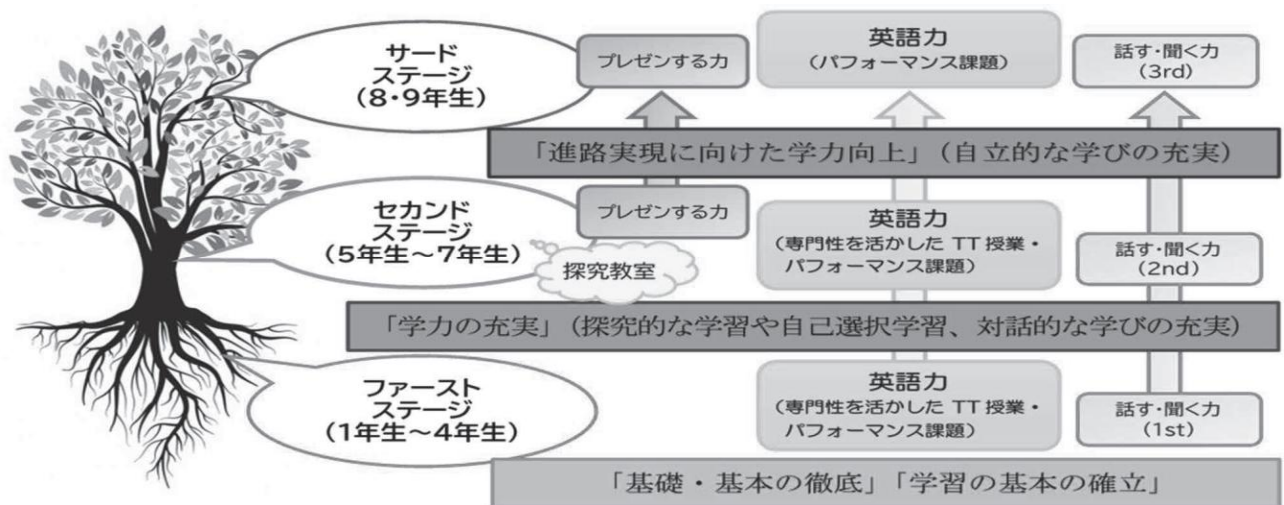 サード
ステージ
(8・9年生)
プレゼンする力
英語力
(パフォーマンス課題)
話す・聞く力
(3rd)
「進路実現に向けた学力向上」(自立的な学びの充実)
セカンド
ステージ
(5年生～7年生)
プレゼンする力
探究教室
英語力
(専門性を活かした TT 授業・
パフォーマンス課題)
話す・聞く力
(2nd)
「学力の充実」(探究的な学習や自己選択学習、対話的な学びの充実)
ファースト
ステージ
(1年生～4年生)
英語力
(専門性を活かした TT 授業・
パフォーマンス課題)
話す・聞く力
(1st)
「基礎・基本の徹底」「学習の基本の確立」